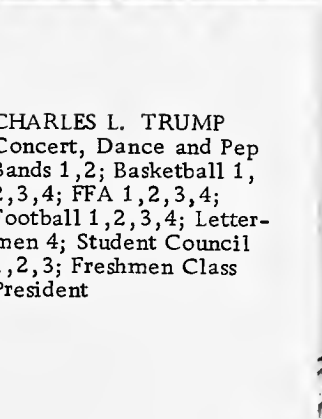 CHARLES L. TRUMP
Concert, Dance and Pep
Bands 1,2; Basketball 1,
2,3,4; FFA 1,2,3,4;
Football 1,2,3,4; Letter-
men 4; Student Council
1,2,3; Freshmen Class
President